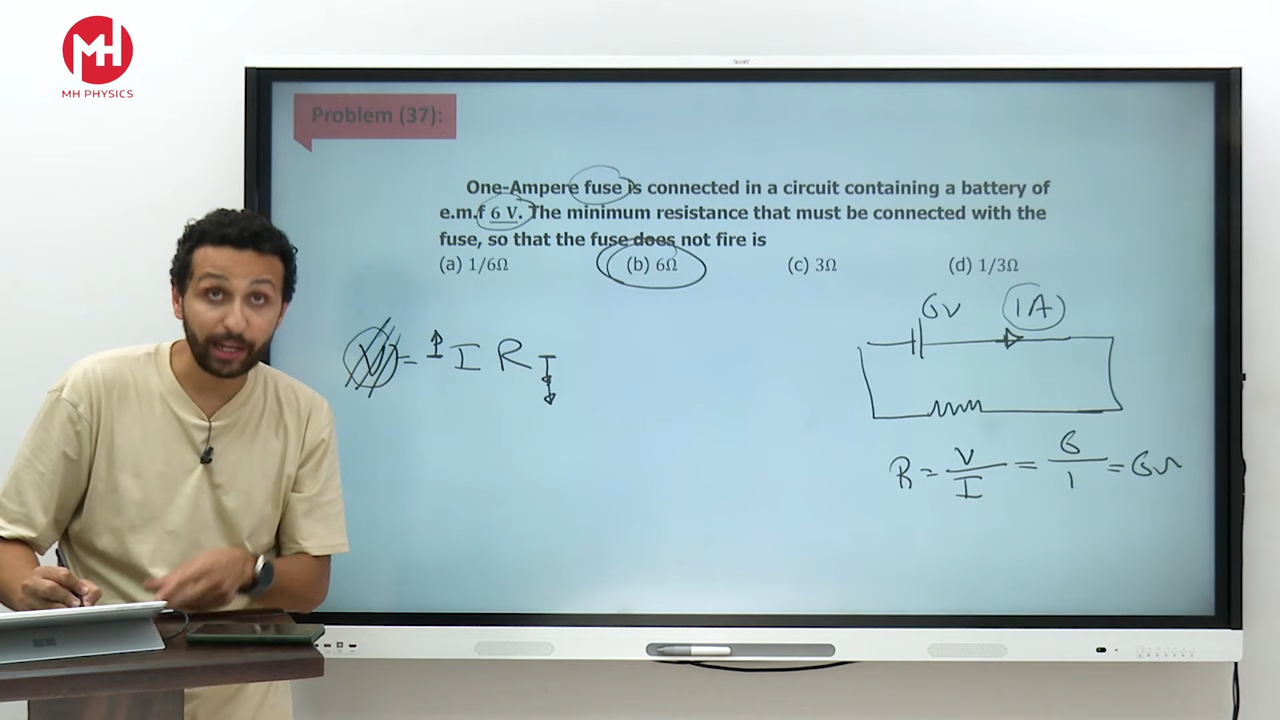 MH
MH PHYSICS
SMART
Problem (37):
One-Ampere fuse is connected in a circuit containing a battery of
e.m.f 6 V. The minimum resistance that must be connected with the
fuse, so that the fuse does not fire is
(a) 1/6Ω (b) 6Ω (c) 3Ω (d) 1/3Ω
6V 1A
V = I R
R = V/I = 6/1 = 6Ω